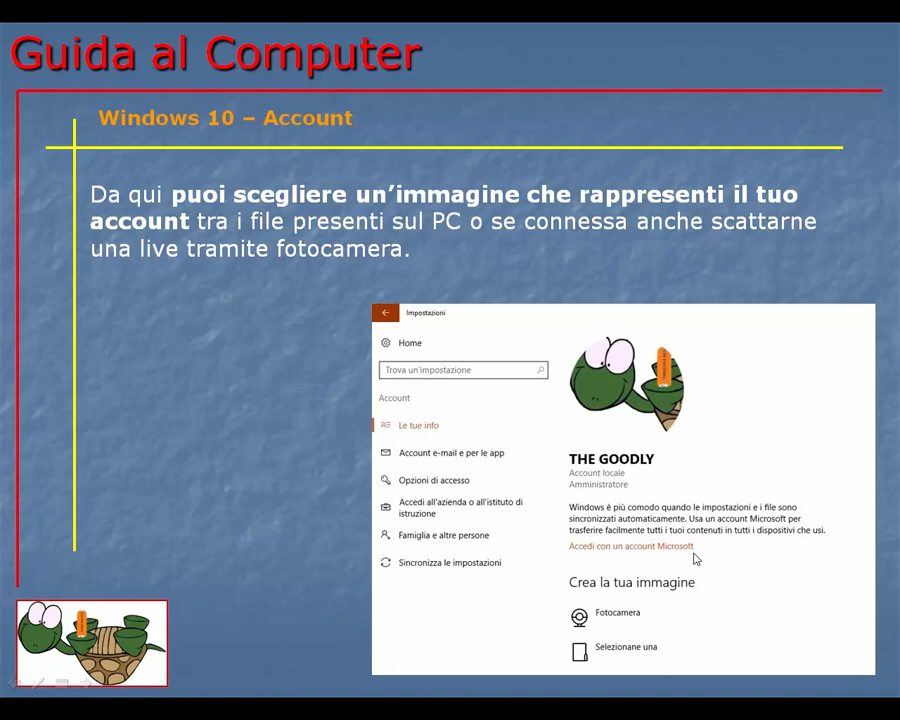 Guida al Computer
Windows 10 – Account
Da qui puoi scegliere un'immagine che rappresenti il tuo
account tra i file presenti sul PC o se connessa anche scattarne
una live tramite fotocamera.
Impostazioni
Home
Trova un'impostazione
Account
Le tue info
Account e-mail e per le app
Opzioni di accesso
Accedi all'azienda o all'istituto di
istruzione
Famiglia e altre persone
Sincronizza le impostazioni
THE GOODLY
Account locale
Amministratore
Windows è più comodo quando le impostazioni e i file sono
sincronizzati automaticamente. Usa un account Microsoft per
trasferire facilmente tutti i tuoi contenuti in tutti i dispositivi che usi.
Accedi con un account Microsoft
Crea la tua immagine
Fotocamera
Selezionane una